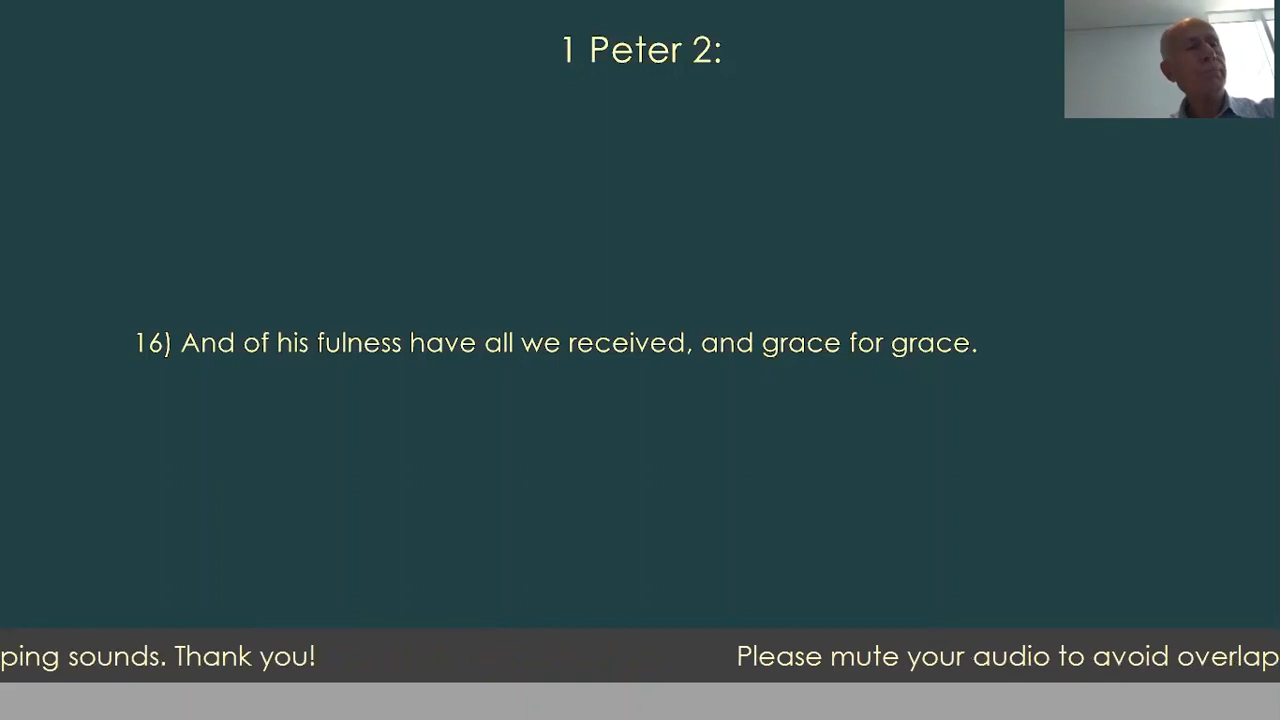 1 Peter 2:
16) And of his fulness have all we received, and grace for grace.
ping sounds. Thank you! Please mute your audio to avoid overlap